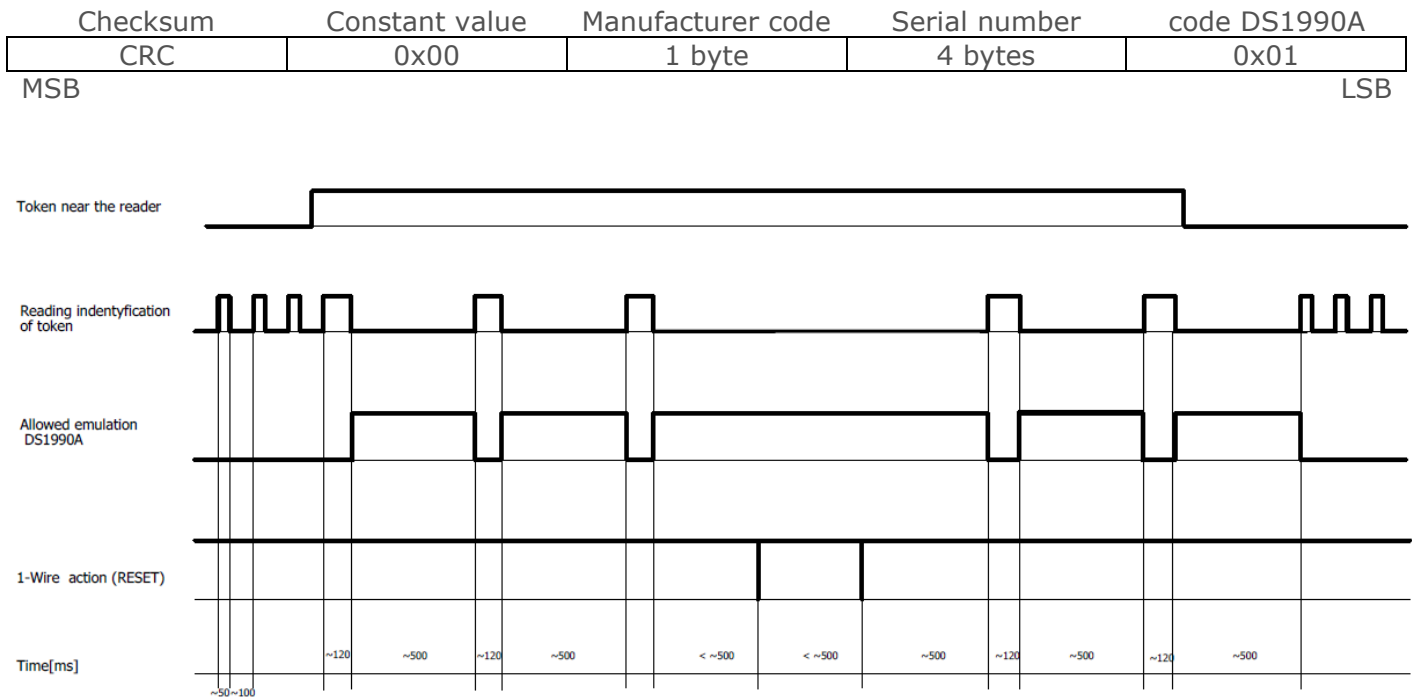 Checksum Constant value Manufacturer code Serial number code DS1990A
CRC 0x00 1 byte 4 bytes 0x01
MSB LSB
Token near the reader
Reading indentyfication
of token
Allowed emulation
DS1990A
1-Wire action (RESET)
Time[ms] ~120 ~500 ~120 ~500 < ~500 < ~500 ~500 ~120 ~500 ~120 ~500
~50 ~100